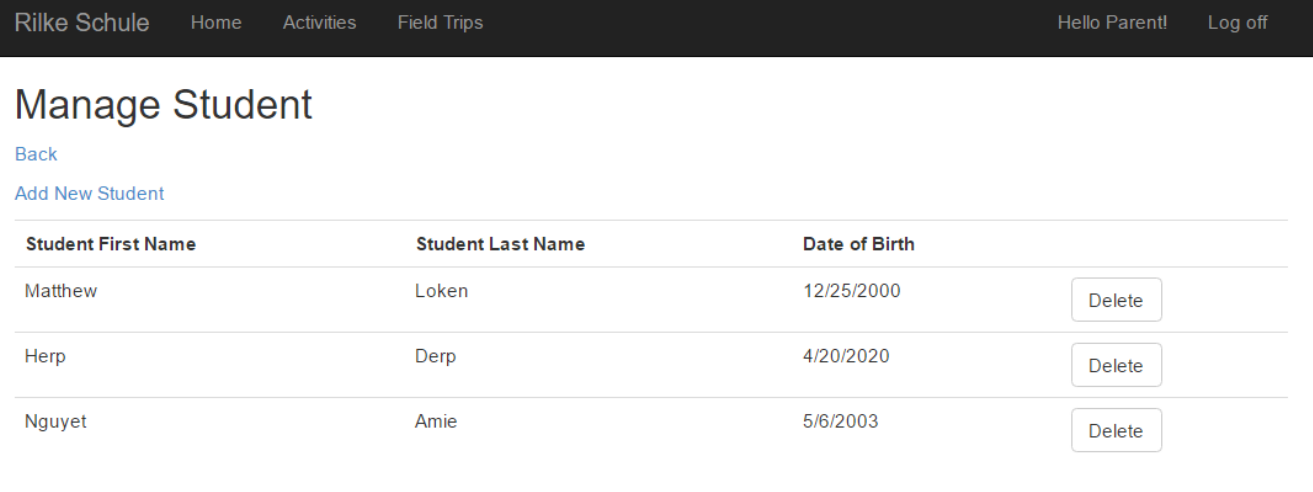 Rilke Schule Home Activities Field Trips Hello Parent! Log off
Manage Student
Back
Add New Student
Student First Name Student Last Name Date of Birth
Matthew Loken 12/25/2000 Delete
Herp Derp 4/20/2020 Delete
Nguyet Amie 5/6/2003 Delete